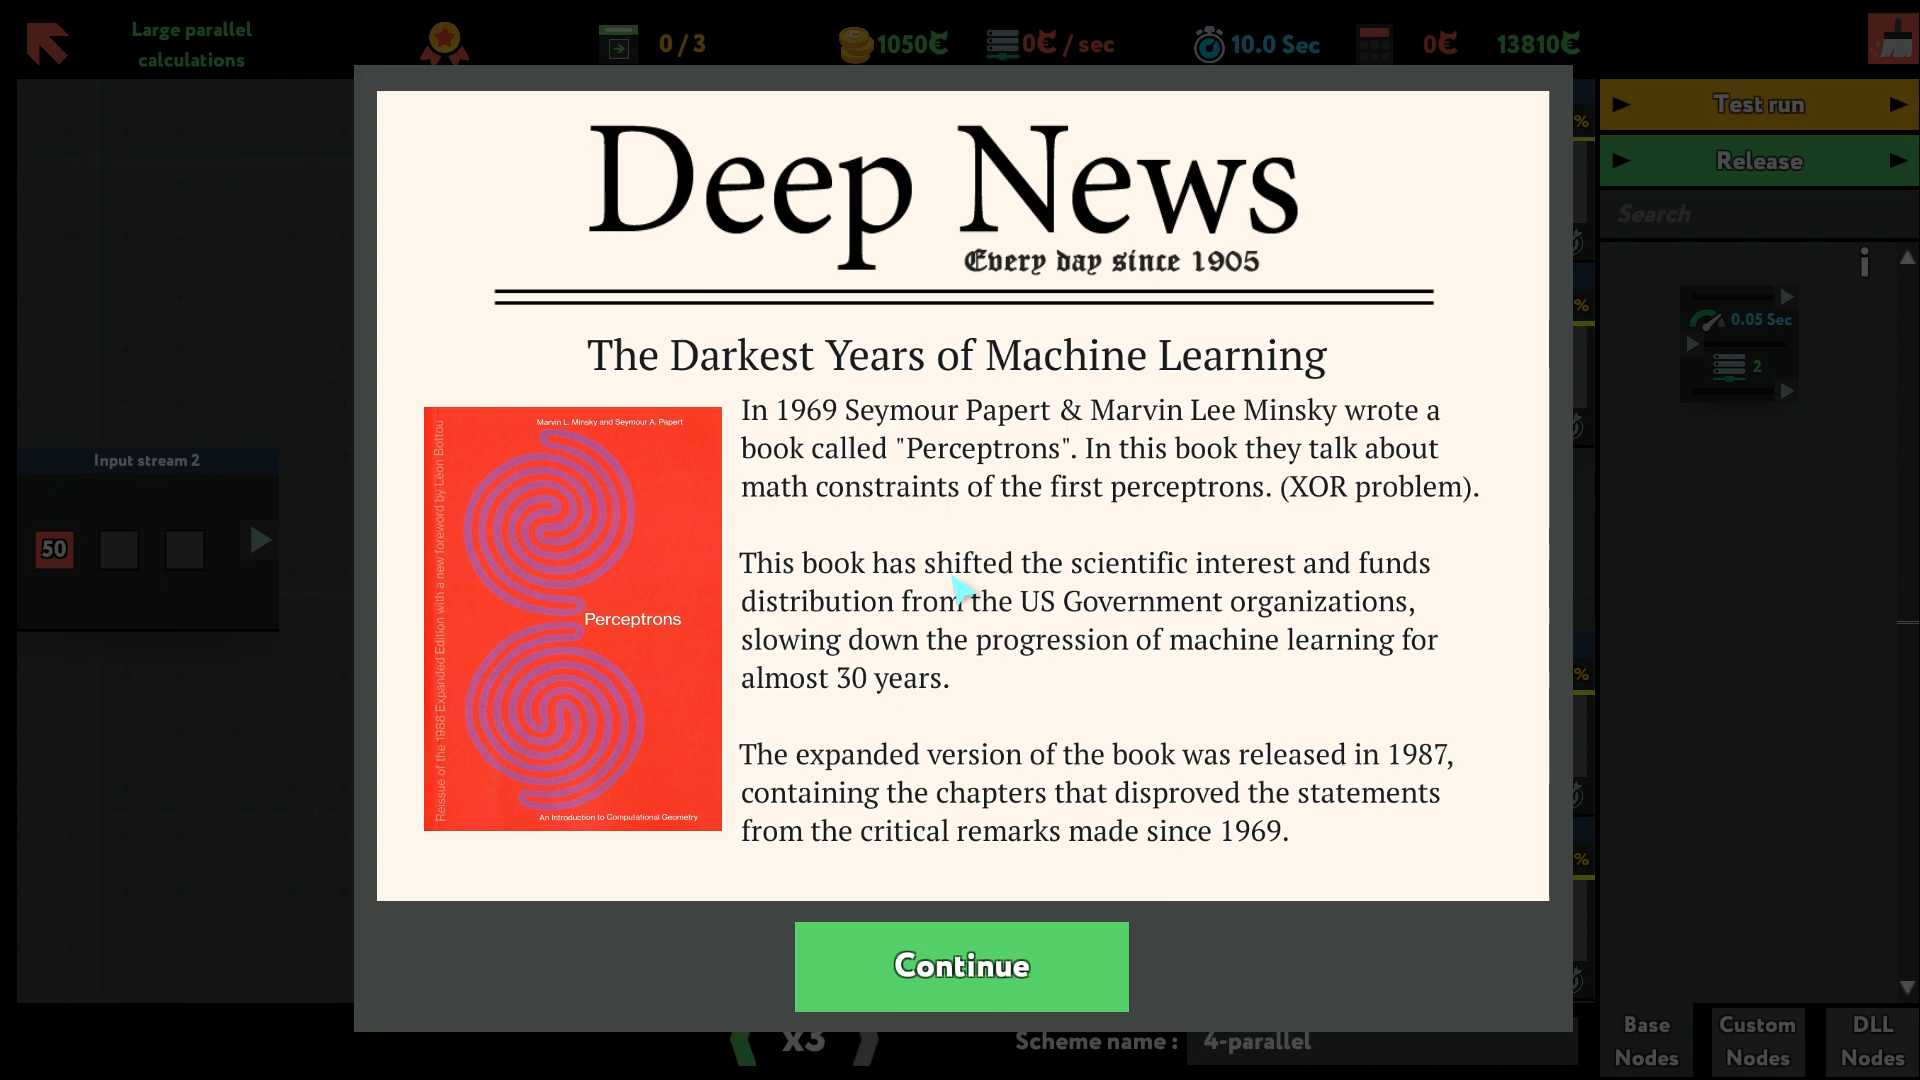 Large parallel
calculations
0 / 3
1050€
0€ / sec
10.0 Sec
0€
13810€
Test run
Release
Search
0.05 Sec
2
Input stream 2
50
%
%
%
%
Deep News
Every day since 1905
The Darkest Years of Machine Learning
Marvin L. Minsky and Seymour A. Papert
Reissue of the 1988 Expanded Edition with a new foreword by Léon Bottou
Perceptrons
An Introduction to Computational Geometry
In 1969 Seymour Papert & Marvin Lee Minsky wrote a
book called "Perceptrons". In this book they talk about
math constraints of the first perceptrons. (XOR problem).
This book has shifted the scientific interest and funds
distribution from the US Government organizations,
slowing down the progression of machine learning for
almost 30 years.
The expanded version of the book was released in 1987,
containing the chapters that disproved the statements
from the critical remarks made since 1969.
Continue
x3
Scheme name :
4-parallel
Base
Nodes
Custom
Nodes
DLL
Nodes